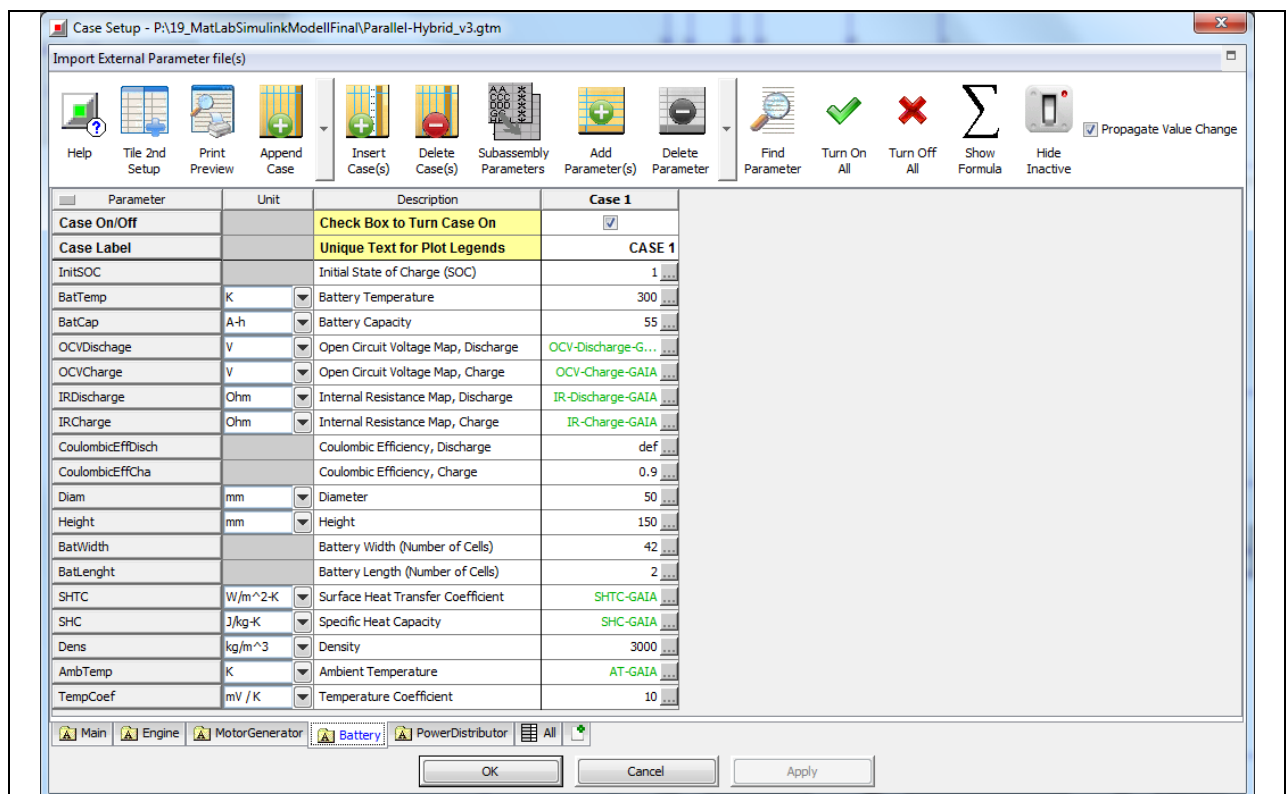 Case Setup - P:\19_MatLabSimulinkModellFinal\Parallel-Hybrid_v3.gtm
Import External Parameter file(s)
Help Tile 2nd Setup Print Preview Append Case Insert Case(s) Delete Case(s) Subassembly Parameters Add Parameter(s) Delete Parameter Find Parameter Turn On All Turn Off All Show Formula Hide Inactive Propagate Value Change
Parameter Unit Description Case 1
Case On/Off Check Box to Turn Case On
Case Label Unique Text for Plot Legends CASE 1
InitSOC Initial State of Charge (SOC) 1 ...
BatTemp K Battery Temperature 300 ...
BatCap A-h Battery Capacity 55 ...
OCVDischage V Open Circuit Voltage Map, Discharge OCV-Discharge-G... ...
OCVCharge V Open Circuit Voltage Map, Charge OCV-Charge-GAIA ...
IRDischarge Ohm Internal Resistance Map, Discharge IR-Discharge-GAIA ...
IRCharge Ohm Internal Resistance Map, Charge IR-Charge-GAIA ...
CoulombicEffDisch Coulombic Efficiency, Discharge def ...
CoulombicEffCha Coulombic Efficiency, Charge 0.9 ...
Diam mm Diameter 50 ...
Height mm Height 150 ...
BatWidth Battery Width (Number of Cells) 42 ...
BatLenght Battery Length (Number of Cells) 2 ...
SHTC W/m^2-K Surface Heat Transfer Coefficient SHTC-GAIA ...
SHC J/kg-K Specific Heat Capacity SHC-GAIA ...
Dens kg/m^3 Density 3000 ...
AmbTemp K Ambient Temperature AT-GAIA ...
TempCoef mV / K Temperature Coefficient 10 ...
Main Engine MotorGenerator Battery PowerDistributor All
OK Cancel Apply